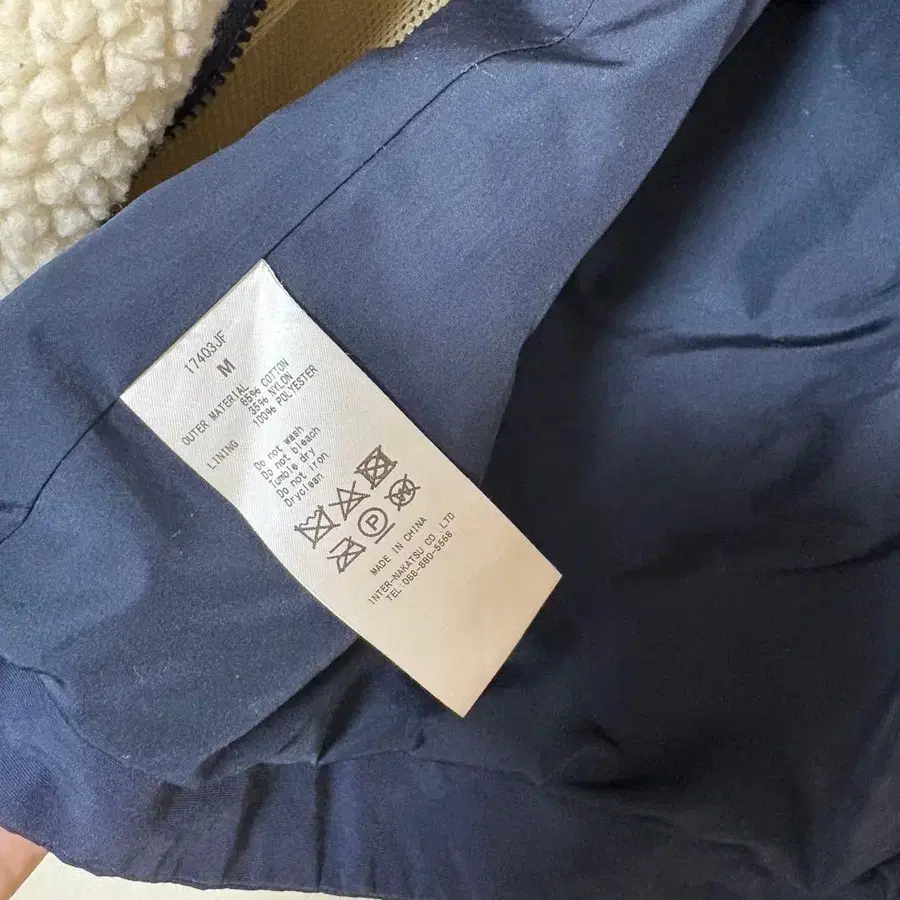 17403JF
M
OUTER MATERIAL 65% COTTON
35% NYLON
LINING 100% POLYESTER
Do not wash
Do not bleach
Tumble dry
Do not iron
Dryclean
P
W
MADE IN CHINA
INTER-NAKATSU CO. LTD
TEL:088-880-5568